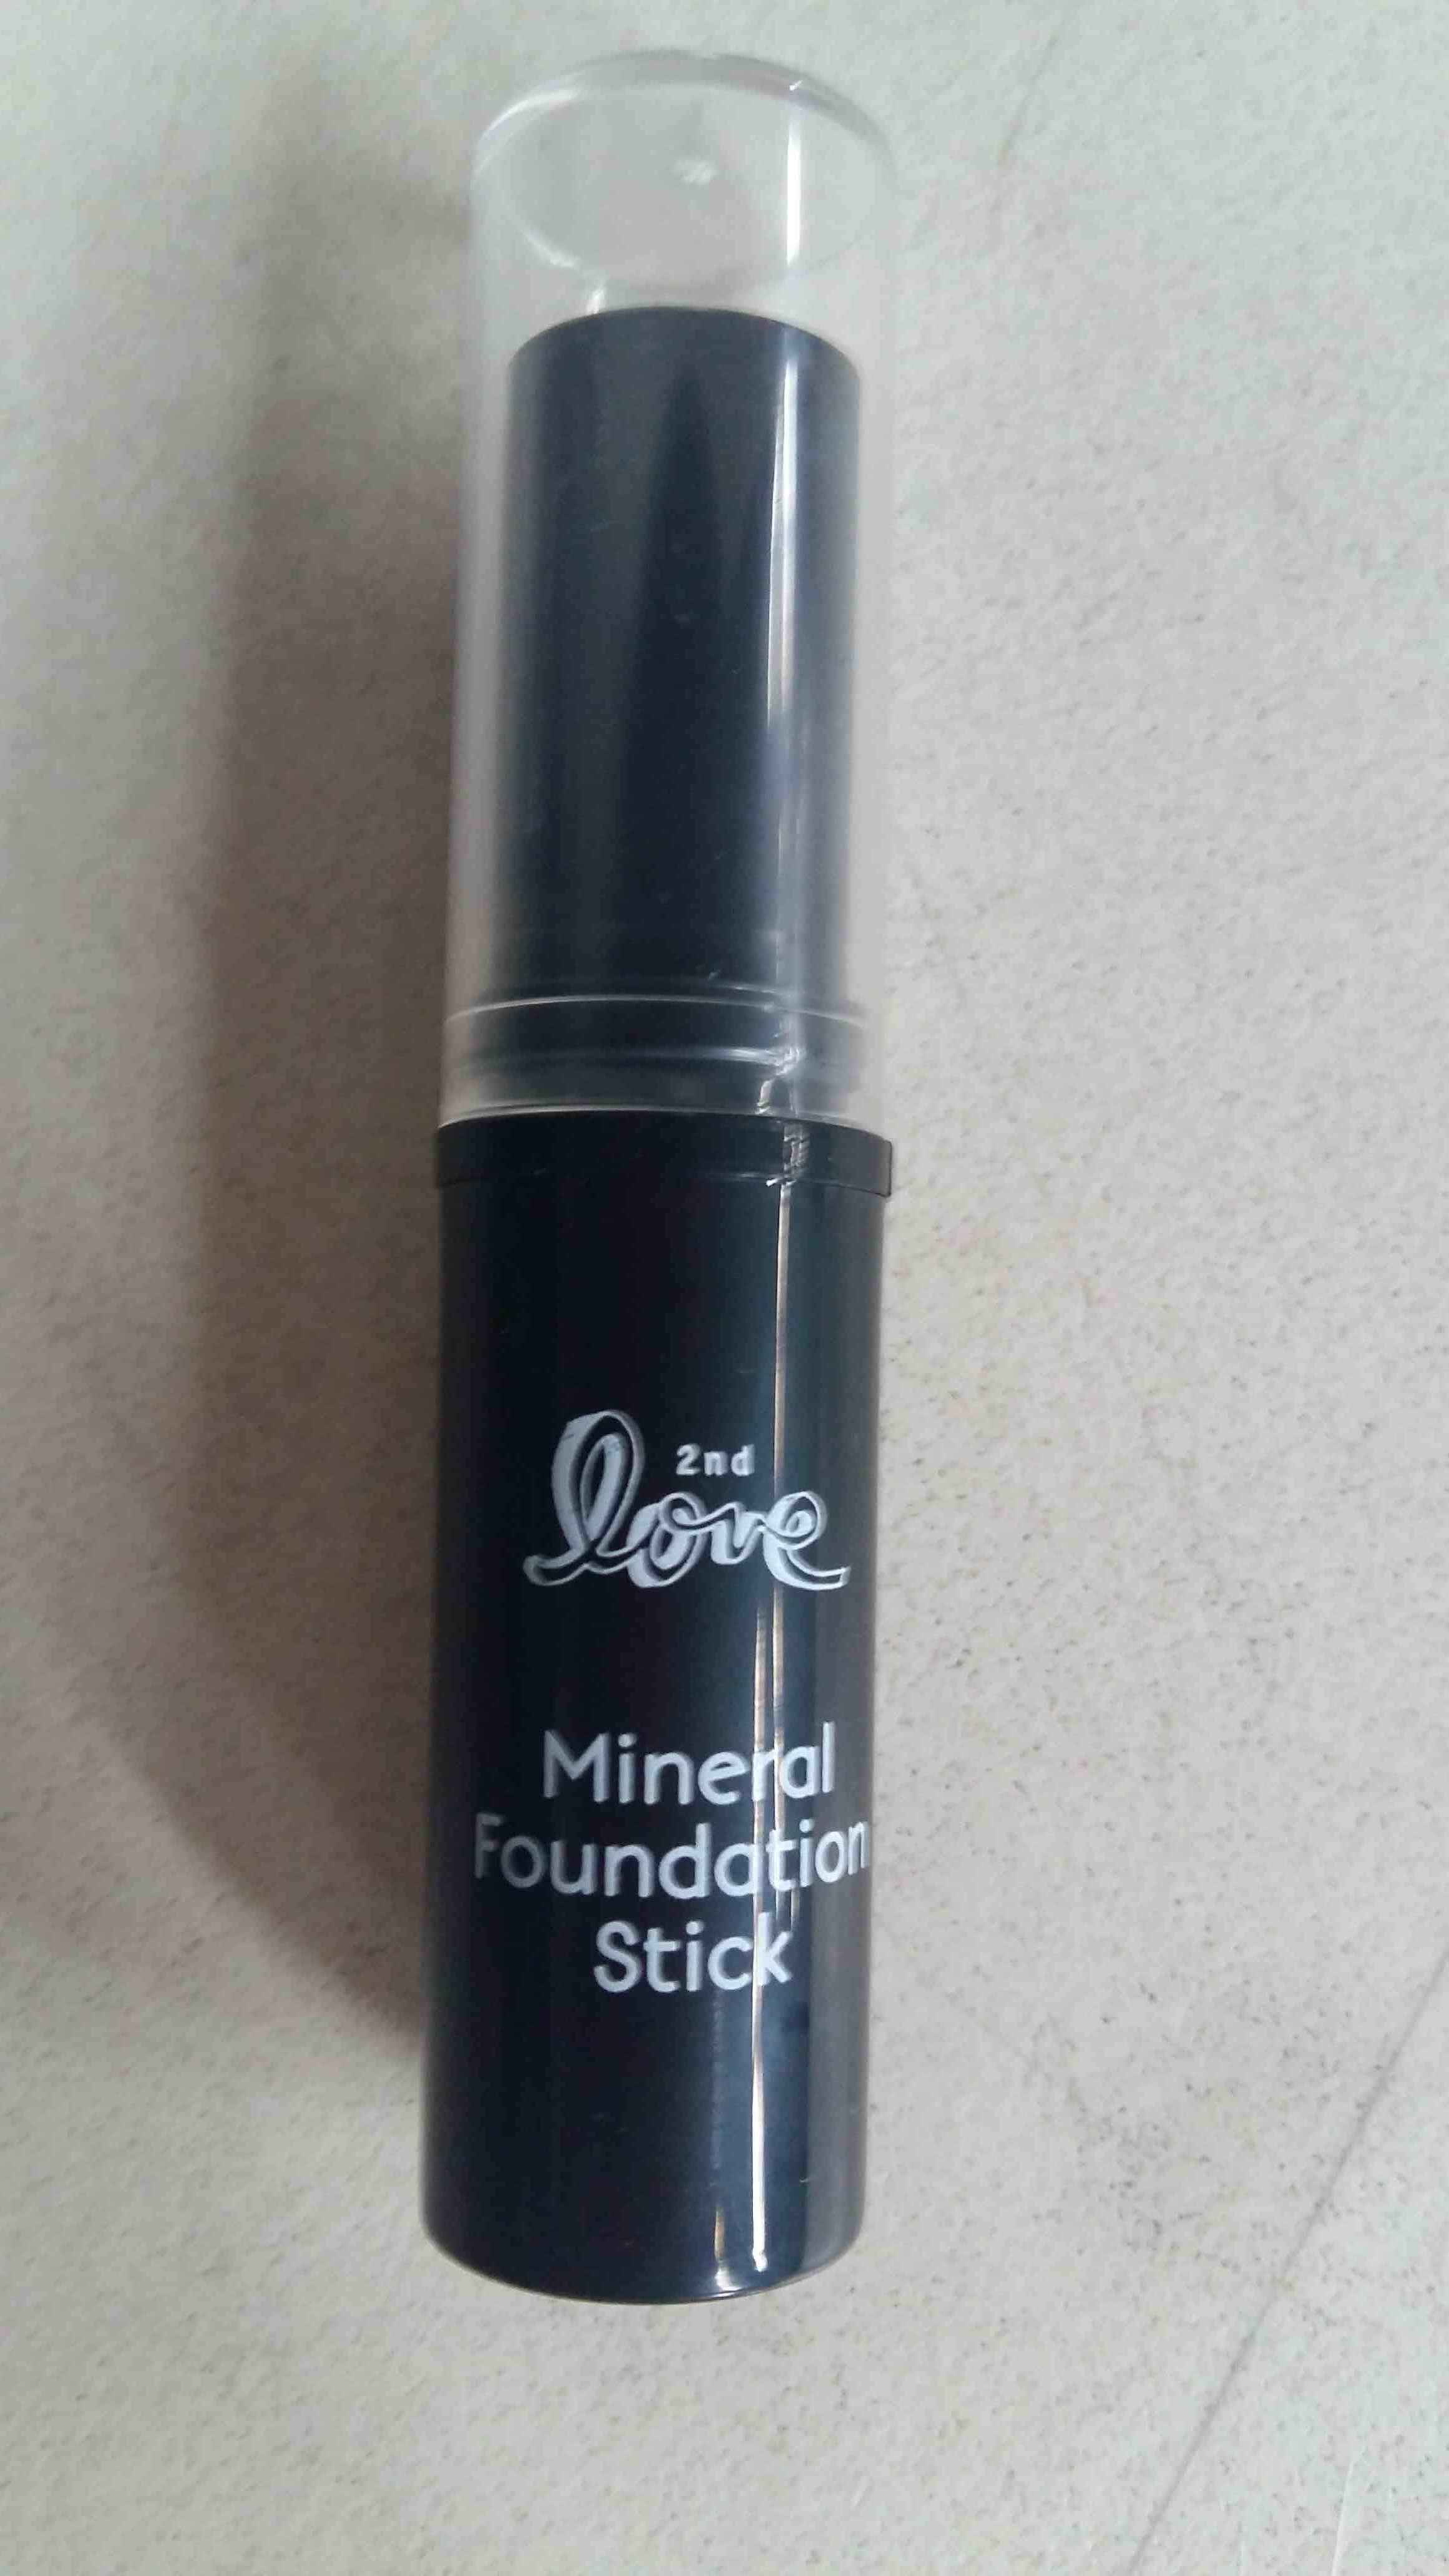 2nd
love
Mineral
Foundation
Stick